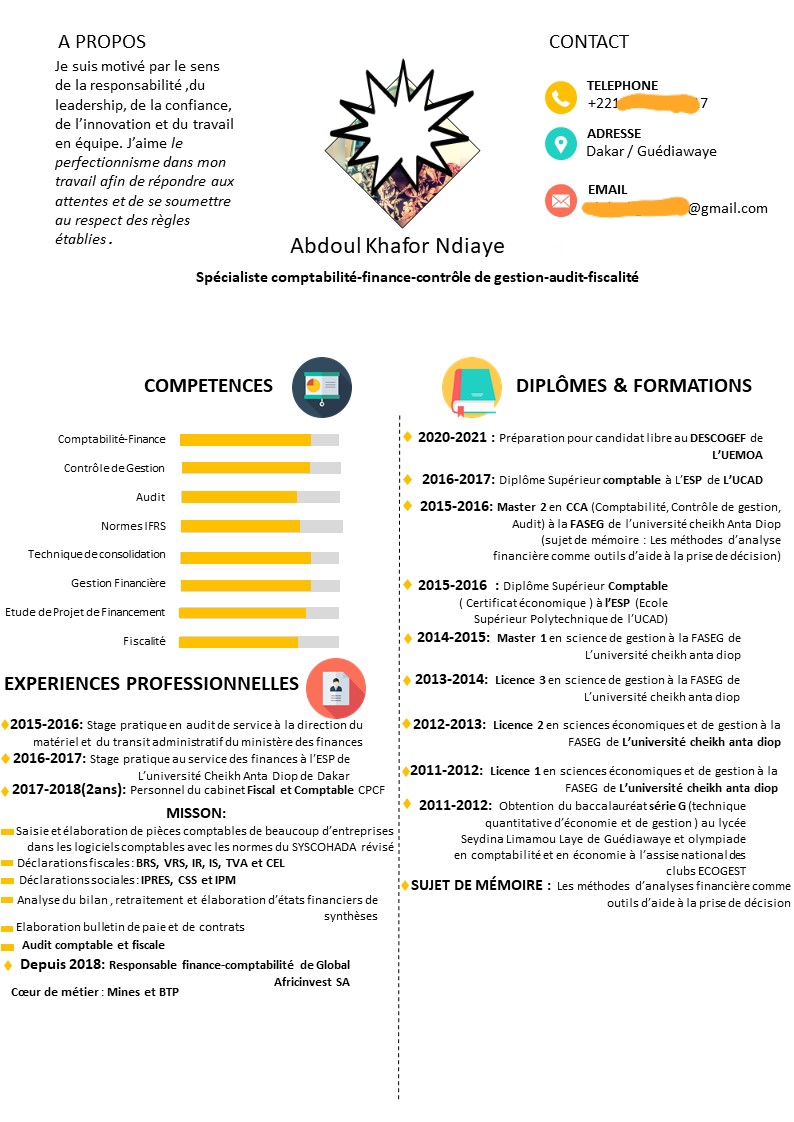 A PROPOS
Je suis motivé par le sens
de la responsabilité ,du
leadership, de la confiance,
de l’innovation et du travail
en équipe. J’aime le
perfectionnisme dans mon
travail afin de répondre aux
attentes et de se soumettre
au respect des règles
établies .
CONTACT
TELEPHONE
+221 7
ADRESSE
Dakar / Guédiawaye
EMAIL
@gmail.com
Abdoul Khafor Ndiaye
Spécialiste comptabilité-finance-contrôle de gestion-audit-fiscalité
COMPETENCES
Comptabilité-Finance
Contrôle de Gestion
Audit
Normes IFRS
Technique de consolidation
Gestion Financière
Etude de Projet de Financement
Fiscalité
EXPERIENCES PROFESSIONNELLES
2015-2016: Stage pratique en audit de service à la direction du
matériel et du transit administratif du ministère des finances
2016-2017: Stage pratique au service des finances à l’ESP de
L’université Cheikh Anta Diop de Dakar
2017-2018(2ans): Personnel du cabinet Fiscal et Comptable CPCF
MISSON:
Saisie et élaboration de pièces comptables de beaucoup d’entreprises
dans les logiciels comptables avec les normes du SYSCOHADA révisé
Déclarations fiscales : BRS, VRS, IR, IS, TVA et CEL
Déclarations sociales : IPRES, CSS et IPM
Analyse du bilan , retraitement et élaboration d’états financiers de
synthèses
Elaboration bulletin de paie et de contrats
Audit comptable et fiscale
Depuis 2018: Responsable finance-comptabilité de Global
Africinvest SA
Cœur de métier : Mines et BTP
DIPLÔMES & FORMATIONS
2020-2021 : Préparation pour candidat libre au DESCOGEF de
L’UEMOA
2016-2017: Diplôme Supérieur comptable à L’ESP de L’UCAD
2015-2016: Master 2 en CCA (Comptabilité, Contrôle de gestion,
Audit) à la FASEG de l’université cheikh Anta Diop
(sujet de mémoire : Les méthodes d’analyse
financière comme outils d’aide à la prise de décision)
2015-2016 : Diplôme Supérieur Comptable
( Certificat économique ) à l’ESP (Ecole
Supérieur Polytechnique de l’UCAD)
2014-2015: Master 1 en science de gestion à la FASEG de
L’université cheikh anta diop
2013-2014: Licence 3 en science de gestion à la FASEG de
L’université cheikh anta diop
2012-2013: Licence 2 en sciences économiques et de gestion à la
FASEG de L’université cheikh anta diop
2011-2012: Licence 1 en sciences économiques et de gestion à la
FASEG de L’université cheikh anta diop
2011-2012: Obtention du baccalauréat série G (technique
quantitative d’économie et de gestion ) au lycée
Seydina Limamou Laye de Guédiawaye et olympiade
en comptabilité et en économie à l’assise national des
clubs ECOGEST
SUJET DE MÉMOIRE : Les méthodes d’analyses financière comme
outils d’aide à la prise de décision